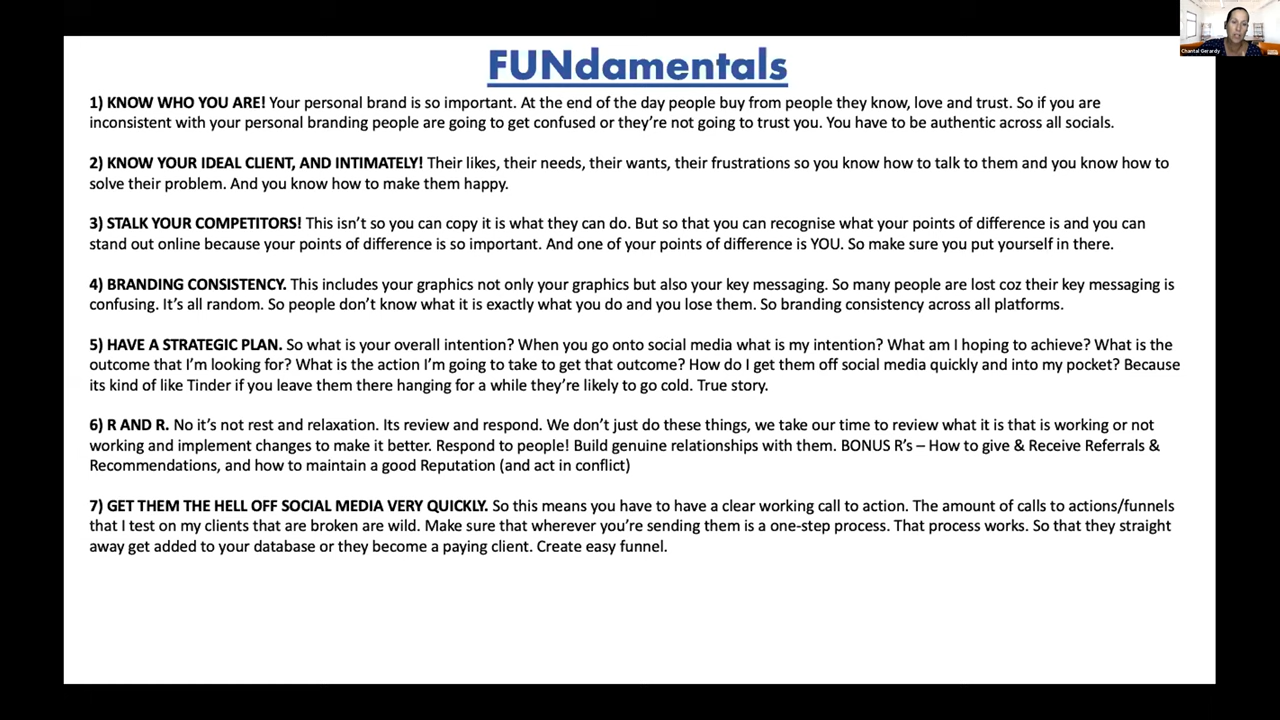 FUNdamentals
Chantal Gerardy
1) KNOW WHO YOU ARE! Your personal brand is so important. At the end of the day people buy from people they know, love and trust. So if you are
inconsistent with your personal branding people are going to get confused or they’re not going to trust you. You have to be authentic across all socials.
2) KNOW YOUR IDEAL CLIENT, AND INTIMATELY! Their likes, their needs, their wants, their frustrations so you know how to talk to them and you know how to
solve their problem. And you know how to make them happy.
3) STALK YOUR COMPETITORS! This isn’t so you can copy it is what they can do. But so that you can recognise what your points of difference is and you can
stand out online because your points of difference is so important. And one of your points of difference is YOU. So make sure you put yourself in there.
4) BRANDING CONSISTENCY. This includes your graphics not only your graphics but also your key messaging. So many people are lost coz their key messaging is
confusing. It’s all random. So people don’t know what it is exactly what you do and you lose them. So branding consistency across all platforms.
5) HAVE A STRATEGIC PLAN. So what is your overall intention? When you go onto social media what is my intention? What am I hoping to achieve? What is the
outcome that I’m looking for? What is the action I’m going to take to get that outcome? How do I get them off social media quickly and into my pocket? Because
its kind of like Tinder if you leave them there hanging for a while they’re likely to go cold. True story.
6) R AND R. No it’s not rest and relaxation. Its review and respond. We don’t just do these things, we take our time to review what it is that is working or not
working and implement changes to make it better. Respond to people! Build genuine relationships with them. BONUS R’s – How to give & Receive Referrals &
Recommendations, and how to maintain a good Reputation (and act in conflict)
7) GET THEM THE HELL OFF SOCIAL MEDIA VERY QUICKLY. So this means you have to have a clear working call to action. The amount of calls to actions/funnels
that I test on my clients that are broken are wild. Make sure that wherever you’re sending them is a one-step process. That process works. So that they straight
away get added to your database or they become a paying client. Create easy funnel.